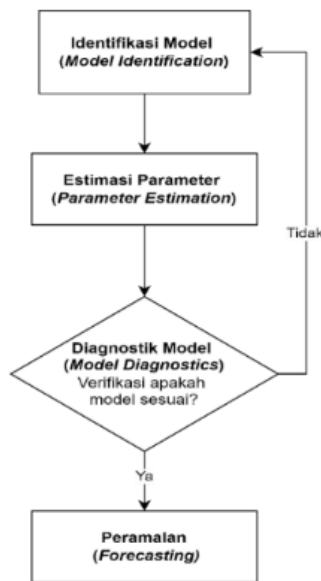 Identifikasi Model
(Model Identification)
Estimasi Parameter
(Parameter Estimation)
Tidak
Diagnostik Model
(Model Diagnostics)
Verifikasi apakah
model sesuai?
Ya
Peramalan
(Forecasting)